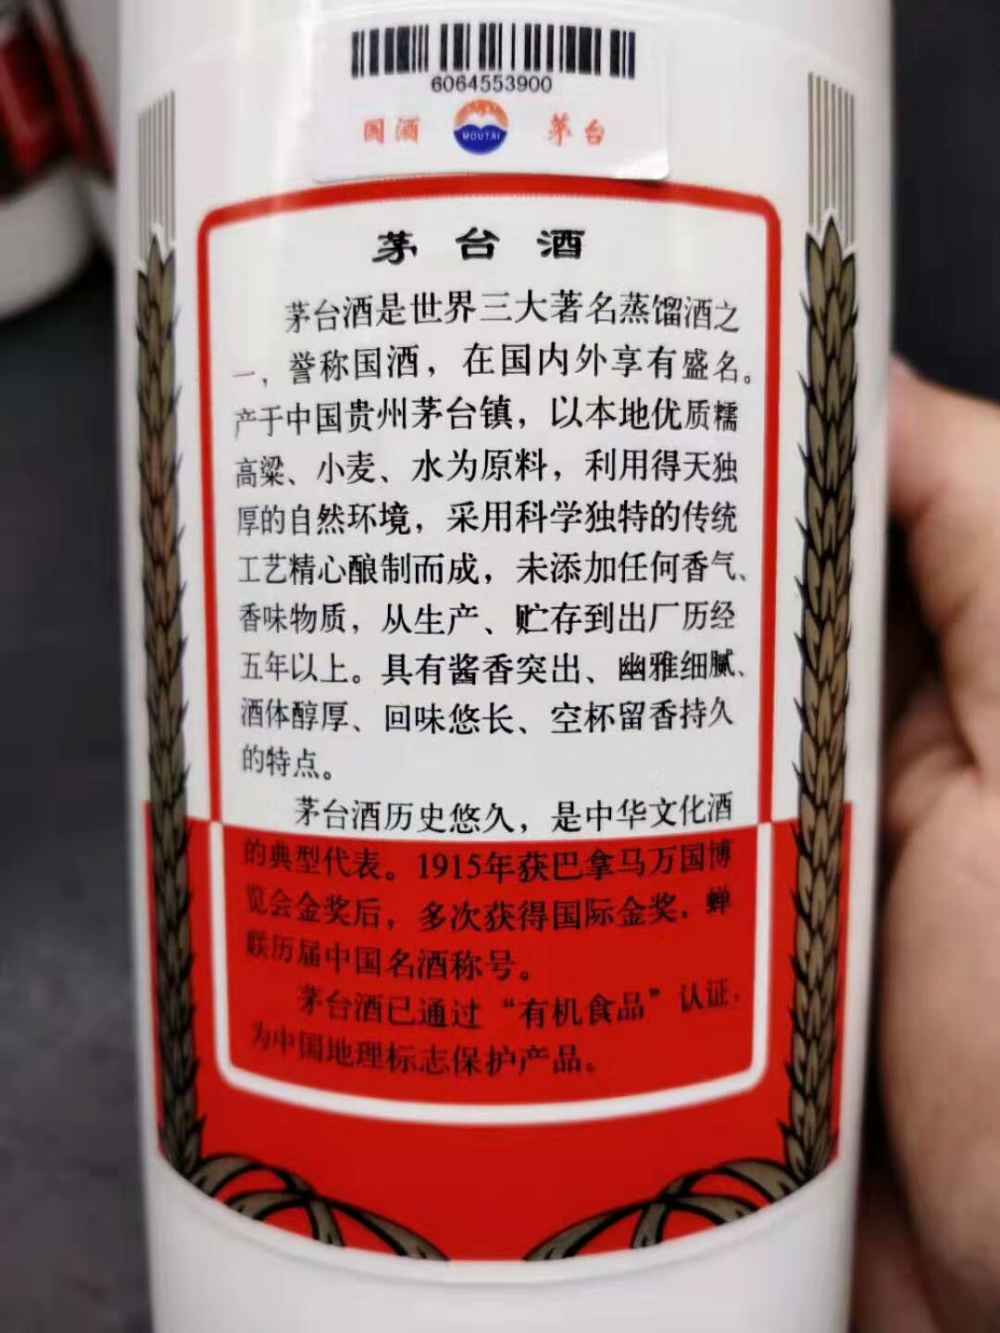 6064553900
国酒 MOUTAI 茅台
茅台酒
茅台酒是世界三大著名蒸馏酒之
一，誉称国酒，在国内外享有盛名。
产于中国贵州茅台镇，以本地优质糯
高粱、小麦、水为原料，利用得天独
厚的自然环境，采用科学独特的传统
工艺精心酿制而成，未添加任何香气、
香味物质，从生产、贮存到出厂历经
五年以上。具有酱香突出、幽雅细腻、
酒体醇厚、回味悠长、空杯留香持久
的特点。
茅台酒历史悠久，是中华文化酒
的典型代表。1915年获巴拿马万国博
览会金奖后，多次获得国际金奖，蝉
联历届中国名酒称号。
茅台酒已通过“有机食品”认证，
为中国地理标志保护产品。